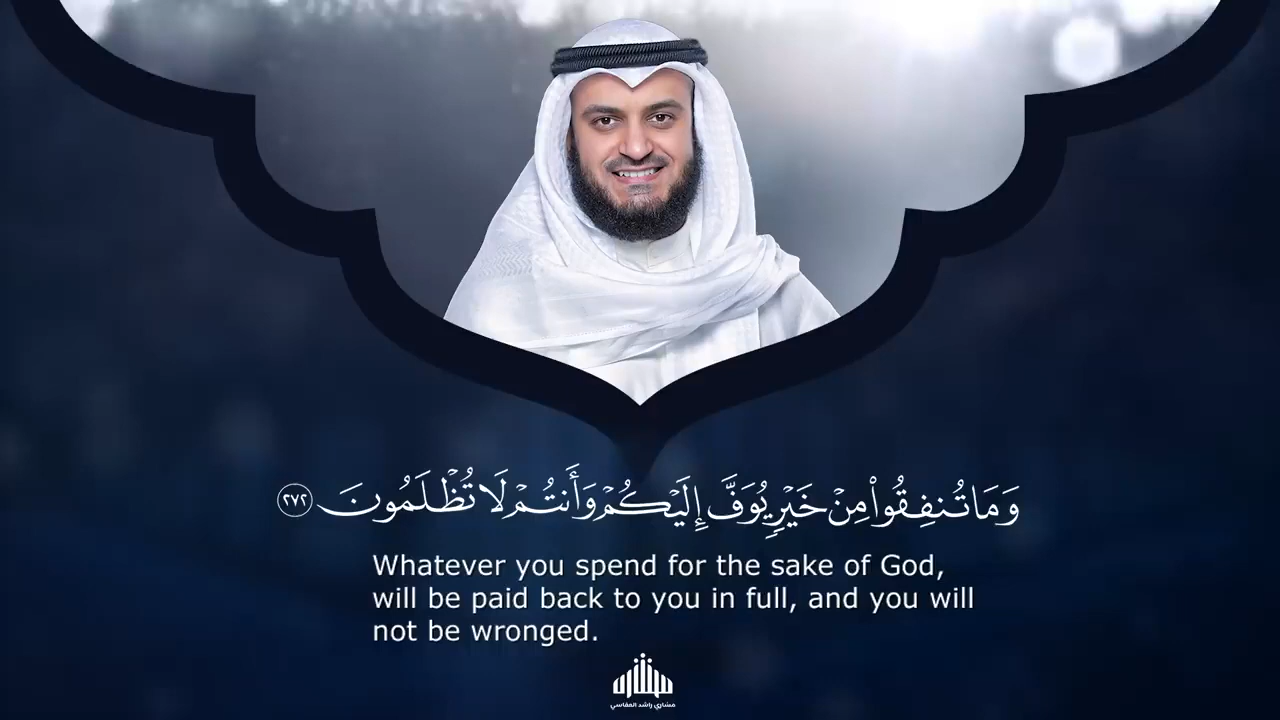 وَمَا تُنفِقُوا۟ مِنْ خَيْرٍ يُوَفَّ إِلَيْكُمْ وَأَنتُمْ لَا تُظْلَمُونَ ٢٧٢
Whatever you spend for the sake of God,
will be paid back to you in full, and you will
not be wronged.
مشاري راشد العفاسي